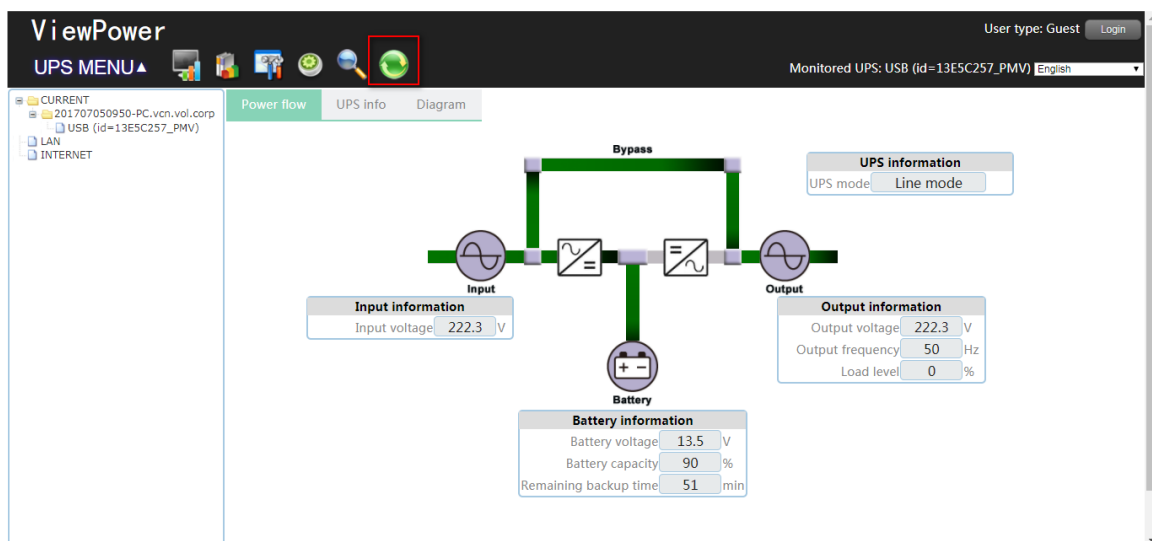 ViewPower
User type: Guest Login
UPS MENU▲
Monitored UPS: USB (id=13E5C257_PMV) English
CURRENT
201707050950-PC.vcn.vol.corp
USB (id=13E5C257_PMV)
LAN
INTERNET
Power flow UPS info Diagram
Bypass
UPS information
UPS mode Line mode
Input
Output
Input information
Input voltage 222.3 V
Output information
Output voltage 222.3 V
Output frequency 50 Hz
Load level 0 %
Battery
Battery information
Battery voltage 13.5 V
Battery capacity 90 %
Remaining backup time 51 min